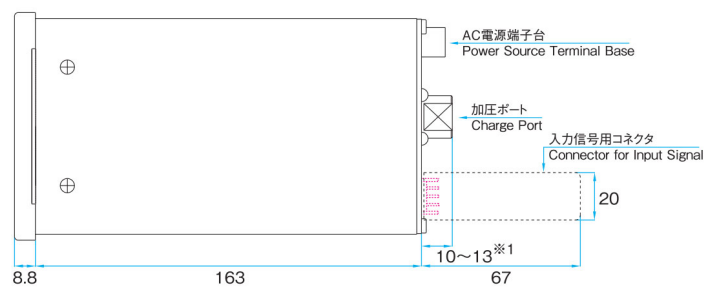 AC電源端子台
Power Source Terminal Base
加圧ポート
Charge Port
入力信号用コネクタ
Connector for Input Signal
20
10～13※1
8.8
163
67